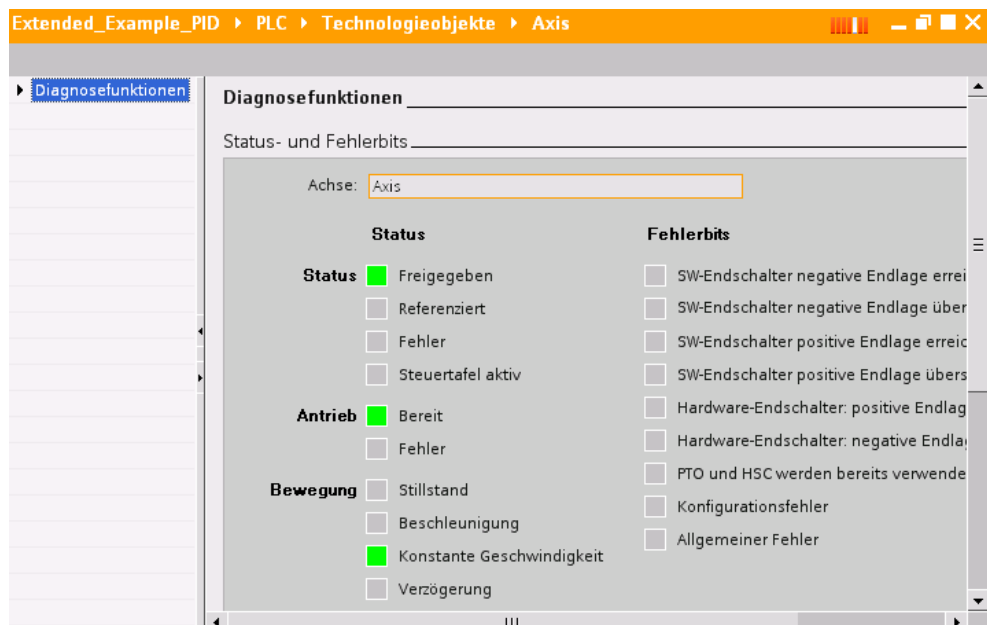 Extended_Example_PID ▸ PLC ▸ Technologieobjekte ▸ Axis
Diagnosefunktionen
Diagnosefunktionen
Status- und Fehlerbits
Achse: Axis
Status Fehlerbits
Status Freigegeben SW-Endschalter negative Endlage errei
Referenziert SW-Endschalter negative Endlage über
Fehler SW-Endschalter positive Endlage erreic
Steuertafel aktiv SW-Endschalter positive Endlage übers
Antrieb Bereit Hardware-Endschalter: positive Endlag
Fehler Hardware-Endschalter: negative Endla
Bewegung Stillstand PTO und HSC werden bereits verwende
Beschleunigung Konfigurationsfehler
Konstante Geschwindigkeit Allgemeiner Fehler
Verzögerung